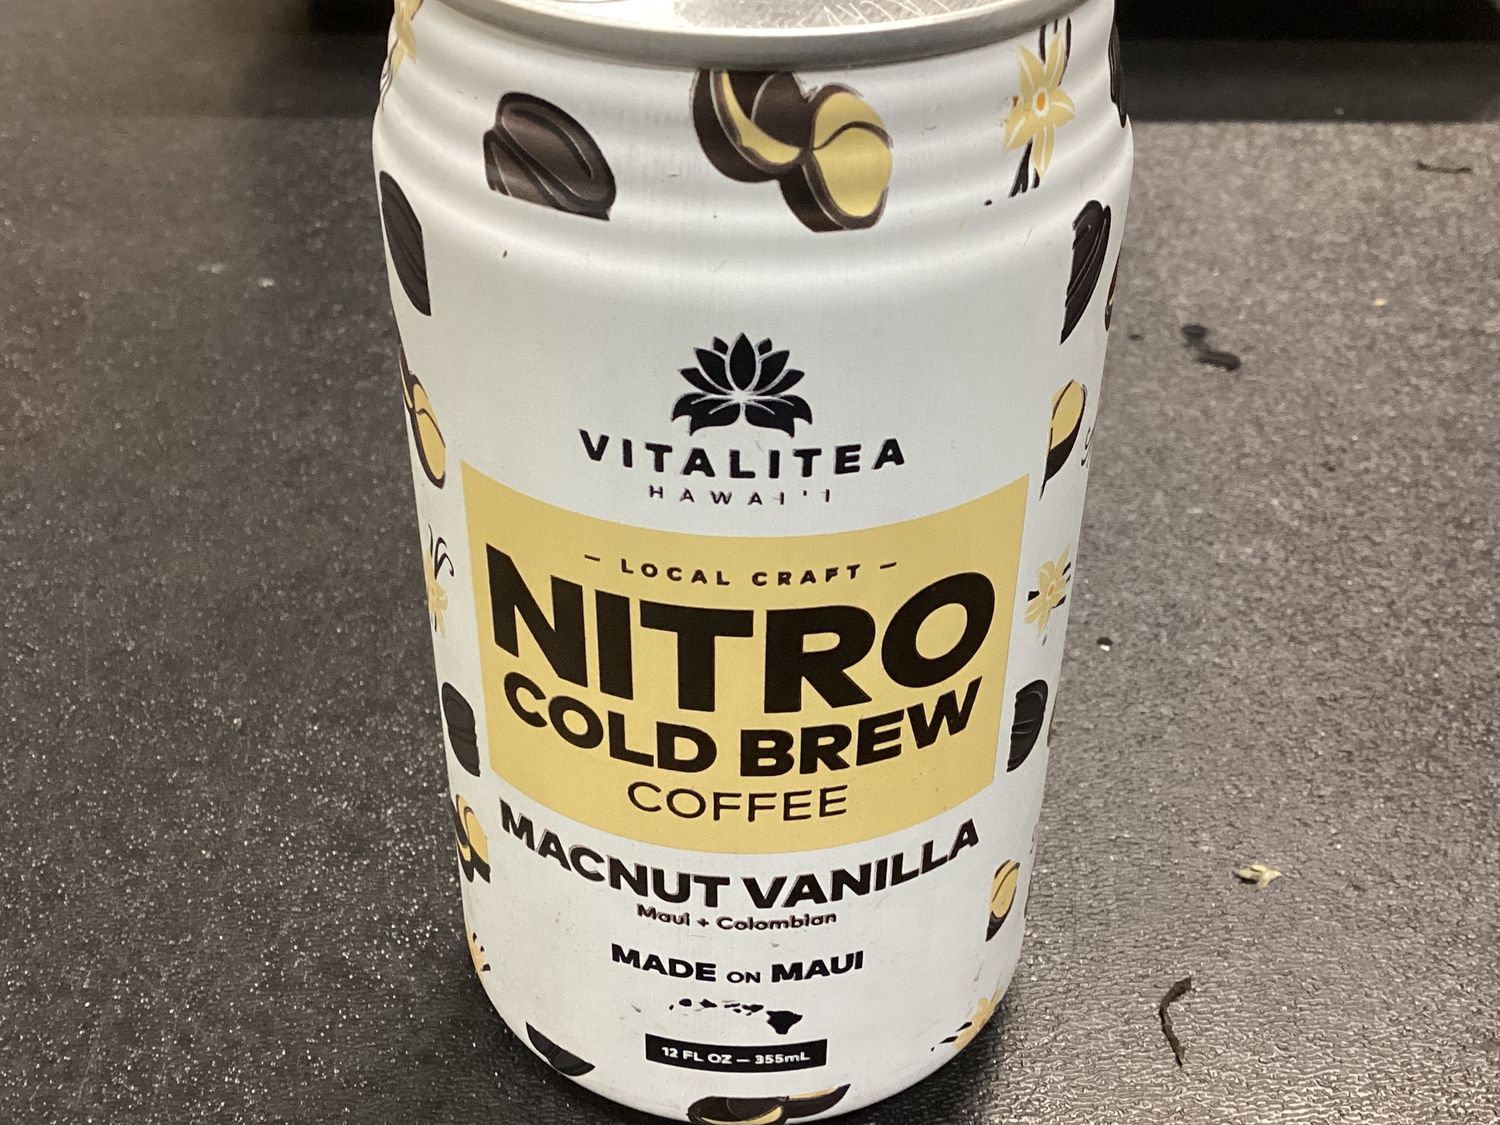 VITALITEA
HAWAI'I
– LOCAL CRAFT –
NITRO
COLD BREW
COFFEE
MACNUT VANILLA
Maui + Colombian
MADE ON MAUI
12 FL OZ – 355mL